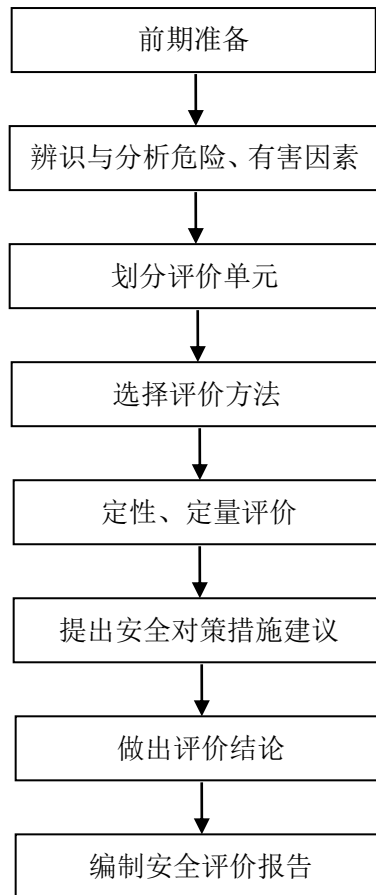 前期准备
辨识与分析危险、有害因素
划分评价单元
选择评价方法
定性、定量评价
提出安全对策措施建议
做出评价结论
编制安全评价报告